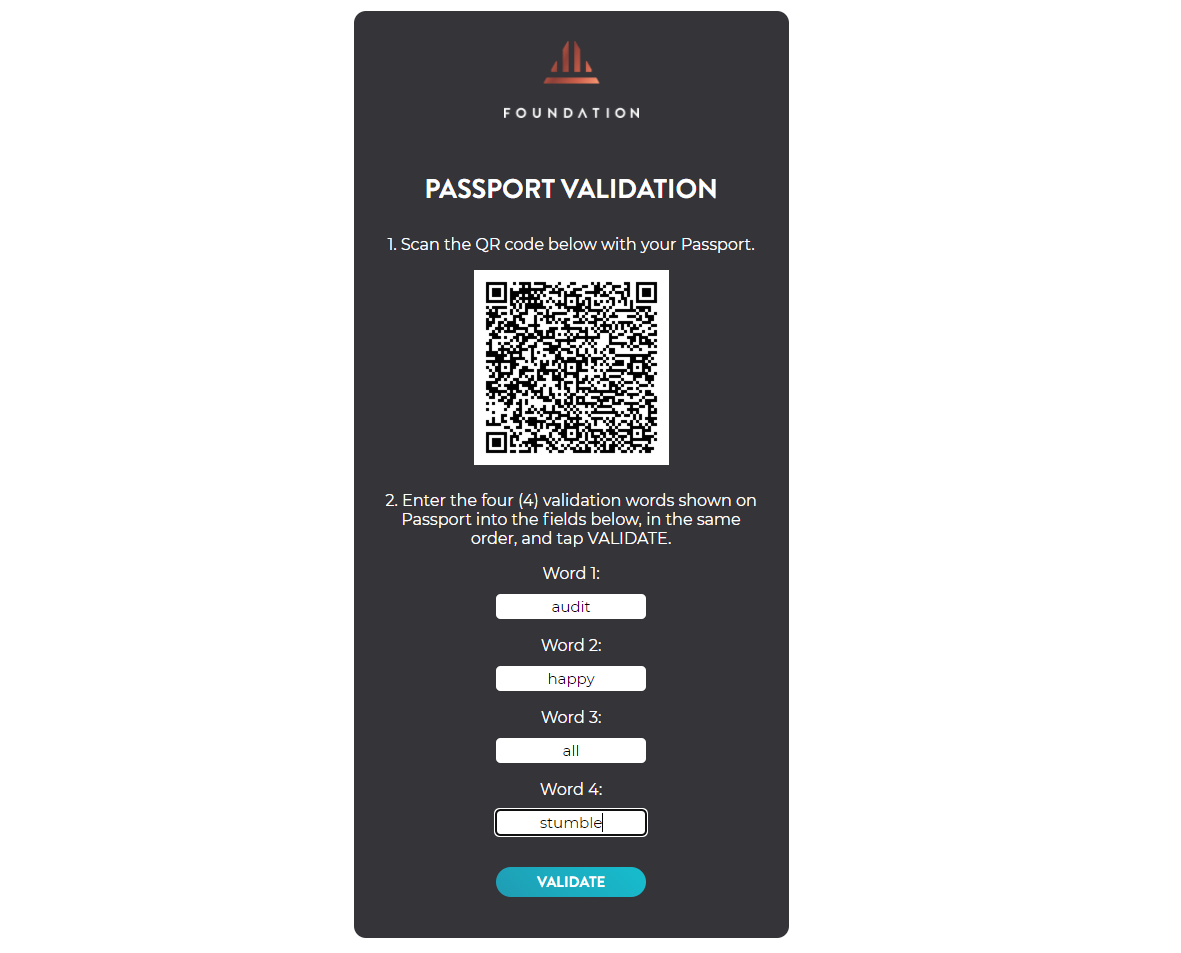 FOUNDATION
PASSPORT VALIDATION
1. Scan the QR code below with your Passport.
2. Enter the four (4) validation words shown on
Passport into the fields below, in the same
order, and tap VALIDATE.
Word 1:
audit
Word 2:
happy
Word 3:
all
Word 4:
stumble
VALIDATE